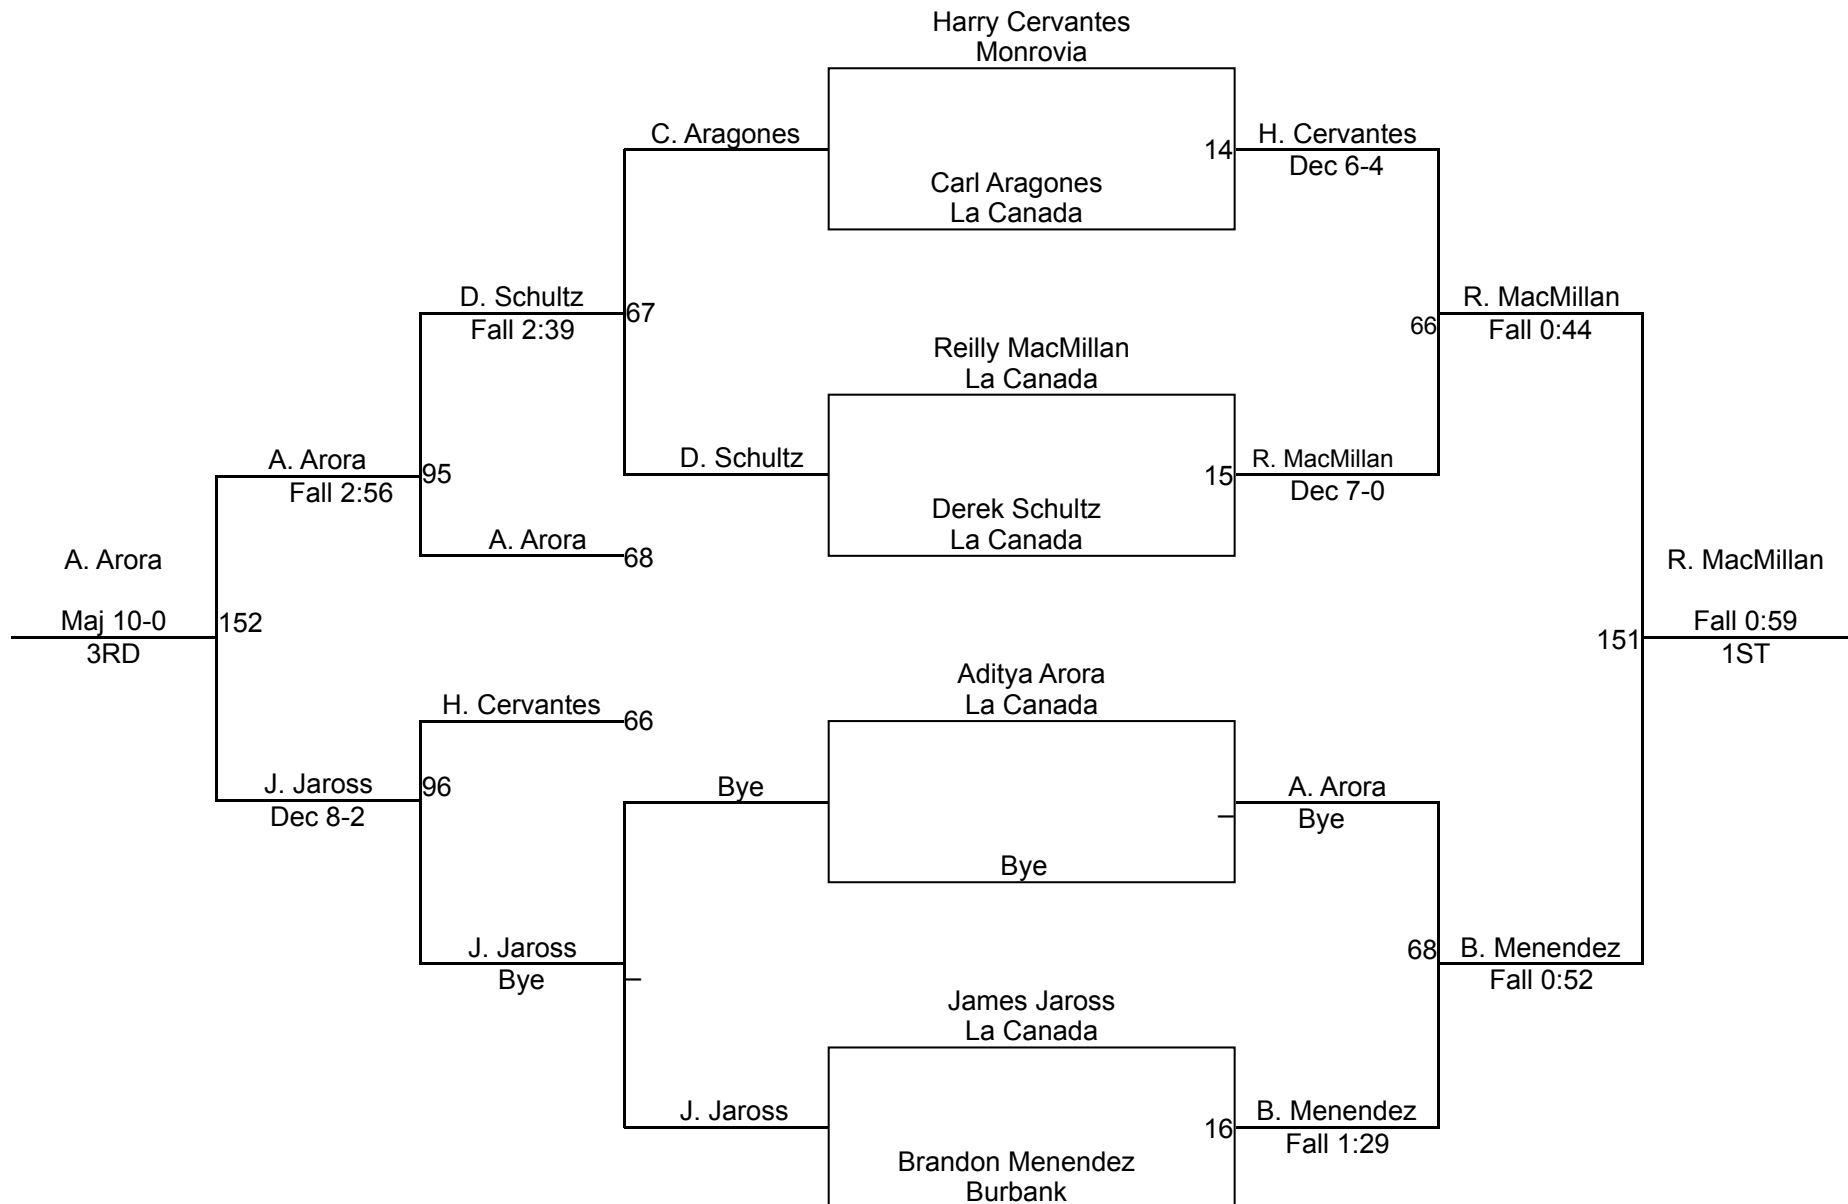 Harry Cervantes
Monrovia
C. Aragones
14
H. Cervantes
Dec 6-4
Carl Aragones
La Canada
D. Schultz
Fall 2:39
67
66
R. MacMillan
Fall 0:44
Reilly MacMillan
La Canada
A. Arora
Fall 2:56
95
D. Schultz
15
R. MacMillan
Dec 7-0
Derek Schultz
La Canada
A. Arora
68
A. Arora
Maj 10-0
3RD
152
R. MacMillan
151
Fall 0:59
1ST
Aditya Arora
La Canada
H. Cervantes
66
J. Jaross
Dec 8-2
96
Bye
–
A. Arora
Bye
Bye
J. Jaross
Bye
–
68
B. Menendez
Fall 0:52
James Jaross
La Canada
J. Jaross
16
B. Menendez
Fall 1:29
Brandon Menendez
Burbank